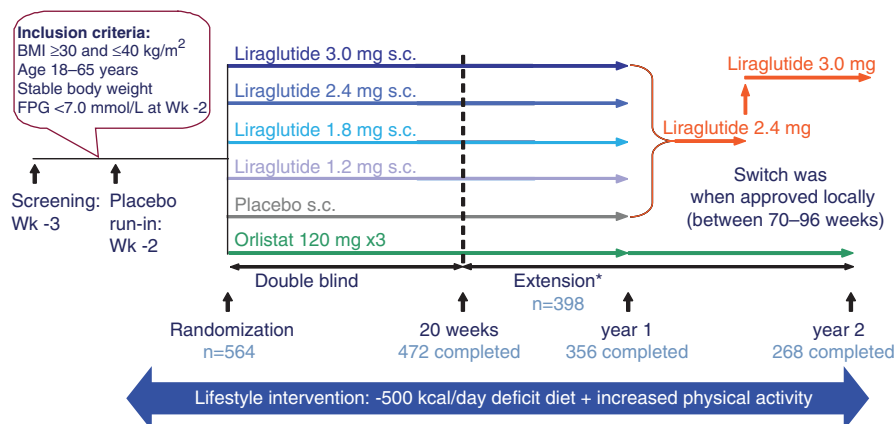 Inclusion criteria:
BMI ≥30 and ≤40 kg/m²
Age 18–65 years
Stable body weight
FPG <7.0 mmol/L at Wk -2
Screening:
Wk -3
Placebo
run-in:
Wk -2
Liraglutide 3.0 mg s.c.
Liraglutide 2.4 mg s.c.
Liraglutide 1.8 mg s.c.
Liraglutide 1.2 mg s.c.
Placebo s.c.
Orlistat 120 mg x3
Liraglutide 3.0 mg
Liraglutide 2.4 mg
Switch was
when approved locally
(between 70–96 weeks)
Double blind
Extension*
n=398
Randomization
n=564
20 weeks
472 completed
year 1
356 completed
year 2
268 completed
Lifestyle intervention: -500 kcal/day deficit diet + increased physical activity